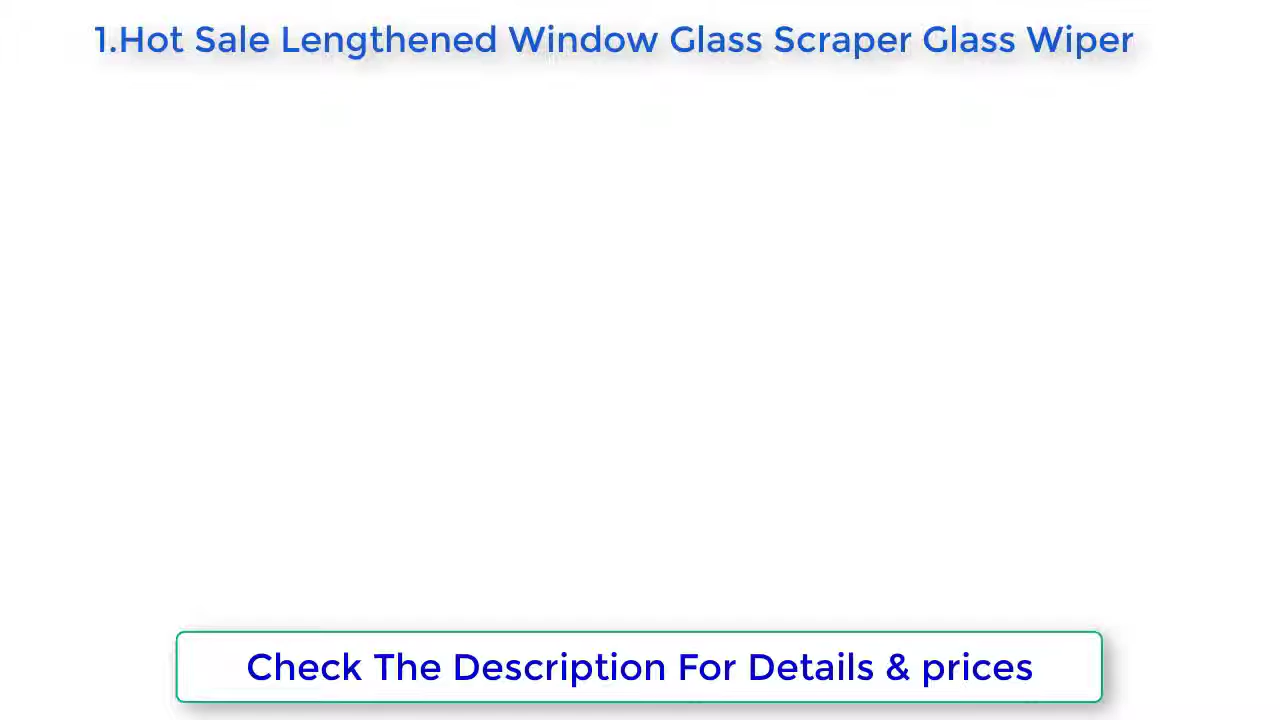 1.Hot Sale Lengthened Window Glass Scraper Glass Wiper
Check The Description For Details & prices